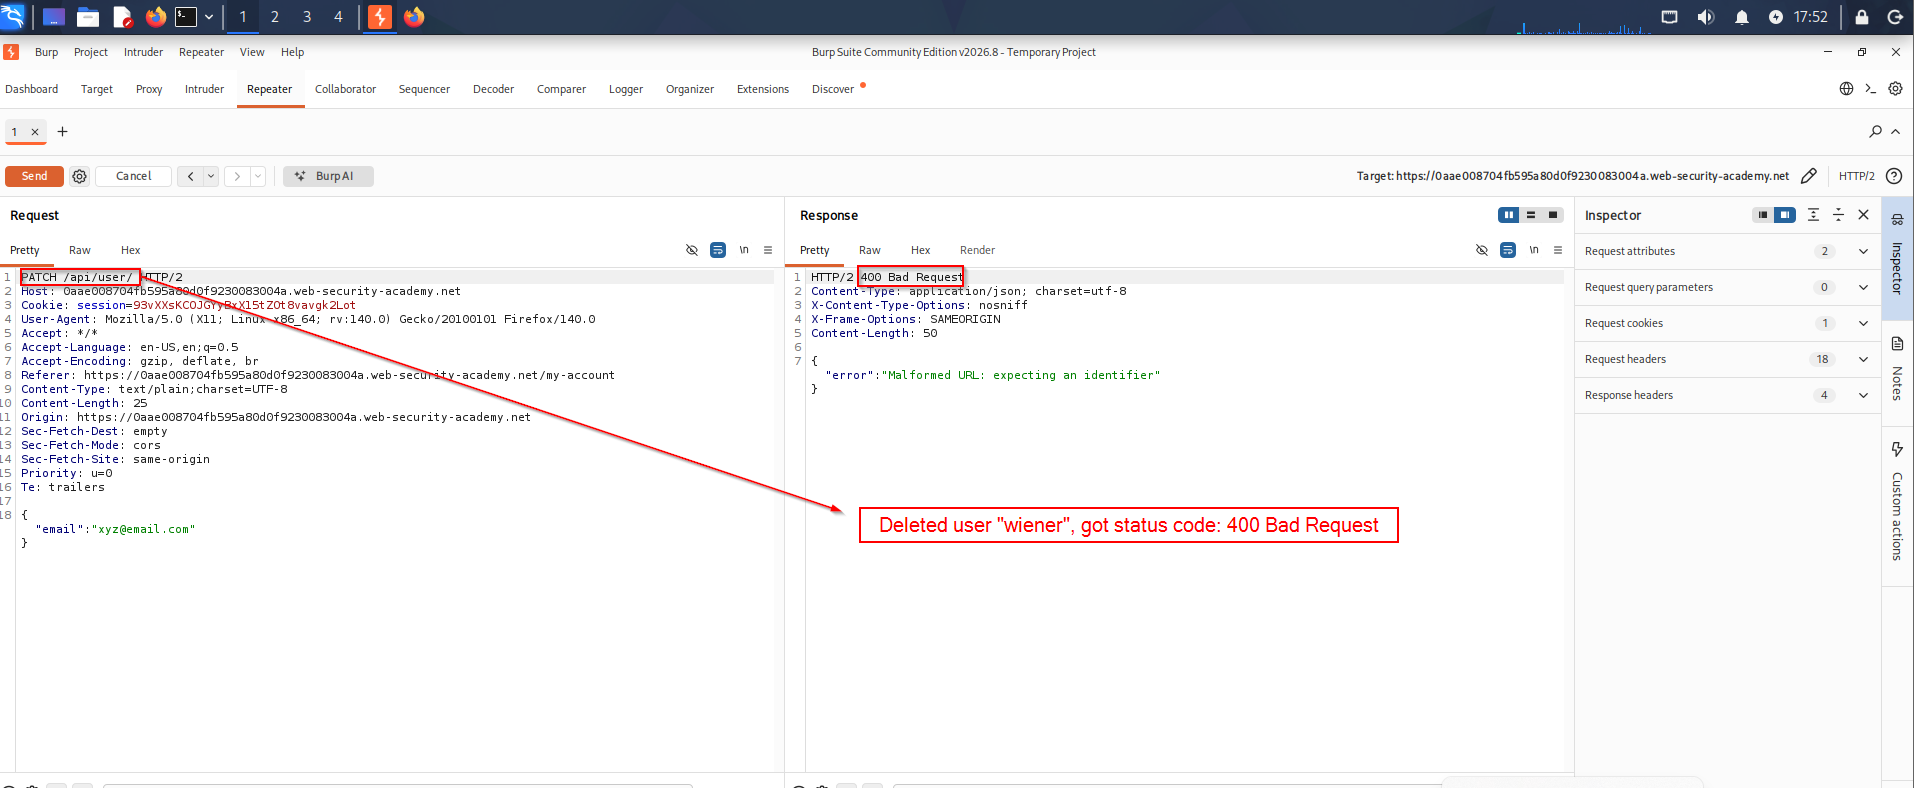 1 2 3 4 17:52
Burp Project Intruder Repeater View Help Burp Suite Community Edition v2026.8 - Temporary Project
Dashboard Target Proxy Intruder Repeater Collaborator Sequencer Decoder Comparer Logger Organizer Extensions Discover
1 × +
Send Cancel < > Burp AI Target: https://0aae008704fb595a80d0f9230083004a.web-security-academy.net HTTP/2
Request
Pretty Raw Hex \n
1 PATCH /api/user/ HTTP/2
2 Host: 0aae008704fb595a80d0f9230083004a.web-security-academy.net
3 Cookie: session=
4 User-Agent: Mozilla/5.0 (X11; Linux x86_64; rv:140.0) Gecko/20100101 Firefox/140.0
5 Accept: */*
6 Accept-Language: en-US,en;q=0.5
7 Accept-Encoding: gzip, deflate, br
8 Referer: https://0aae008704fb595a80d0f9230083004a.web-security-academy.net/my-account
9 Content-Type: text/plain;charset=UTF-8
10 Content-Length: 25
11 Origin: https://0aae008704fb595a80d0f9230083004a.web-security-academy.net
12 Sec-Fetch-Dest: empty
13 Sec-Fetch-Mode: cors
14 Sec-Fetch-Site: same-origin
15 Priority: u=0
16 Te: trailers
17
18 {
"email":"xyz@email.com"
}
Response
Pretty Raw Hex Render \n
1 HTTP/2 400 Bad Request
2 Content-Type: application/json; charset=utf-8
3 X-Content-Type-Options: nosniff
4 X-Frame-Options: SAMEORIGIN
5 Content-Length: 50
6
7 {
"error":"Malformed URL: expecting an identifier"
}
Deleted user "wiener", got status code: 400 Bad Request
Inspector
Request attributes 2
Request query parameters 0
Request cookies 1
Request headers 18
Response headers 4
Inspector
Notes
Custom actions